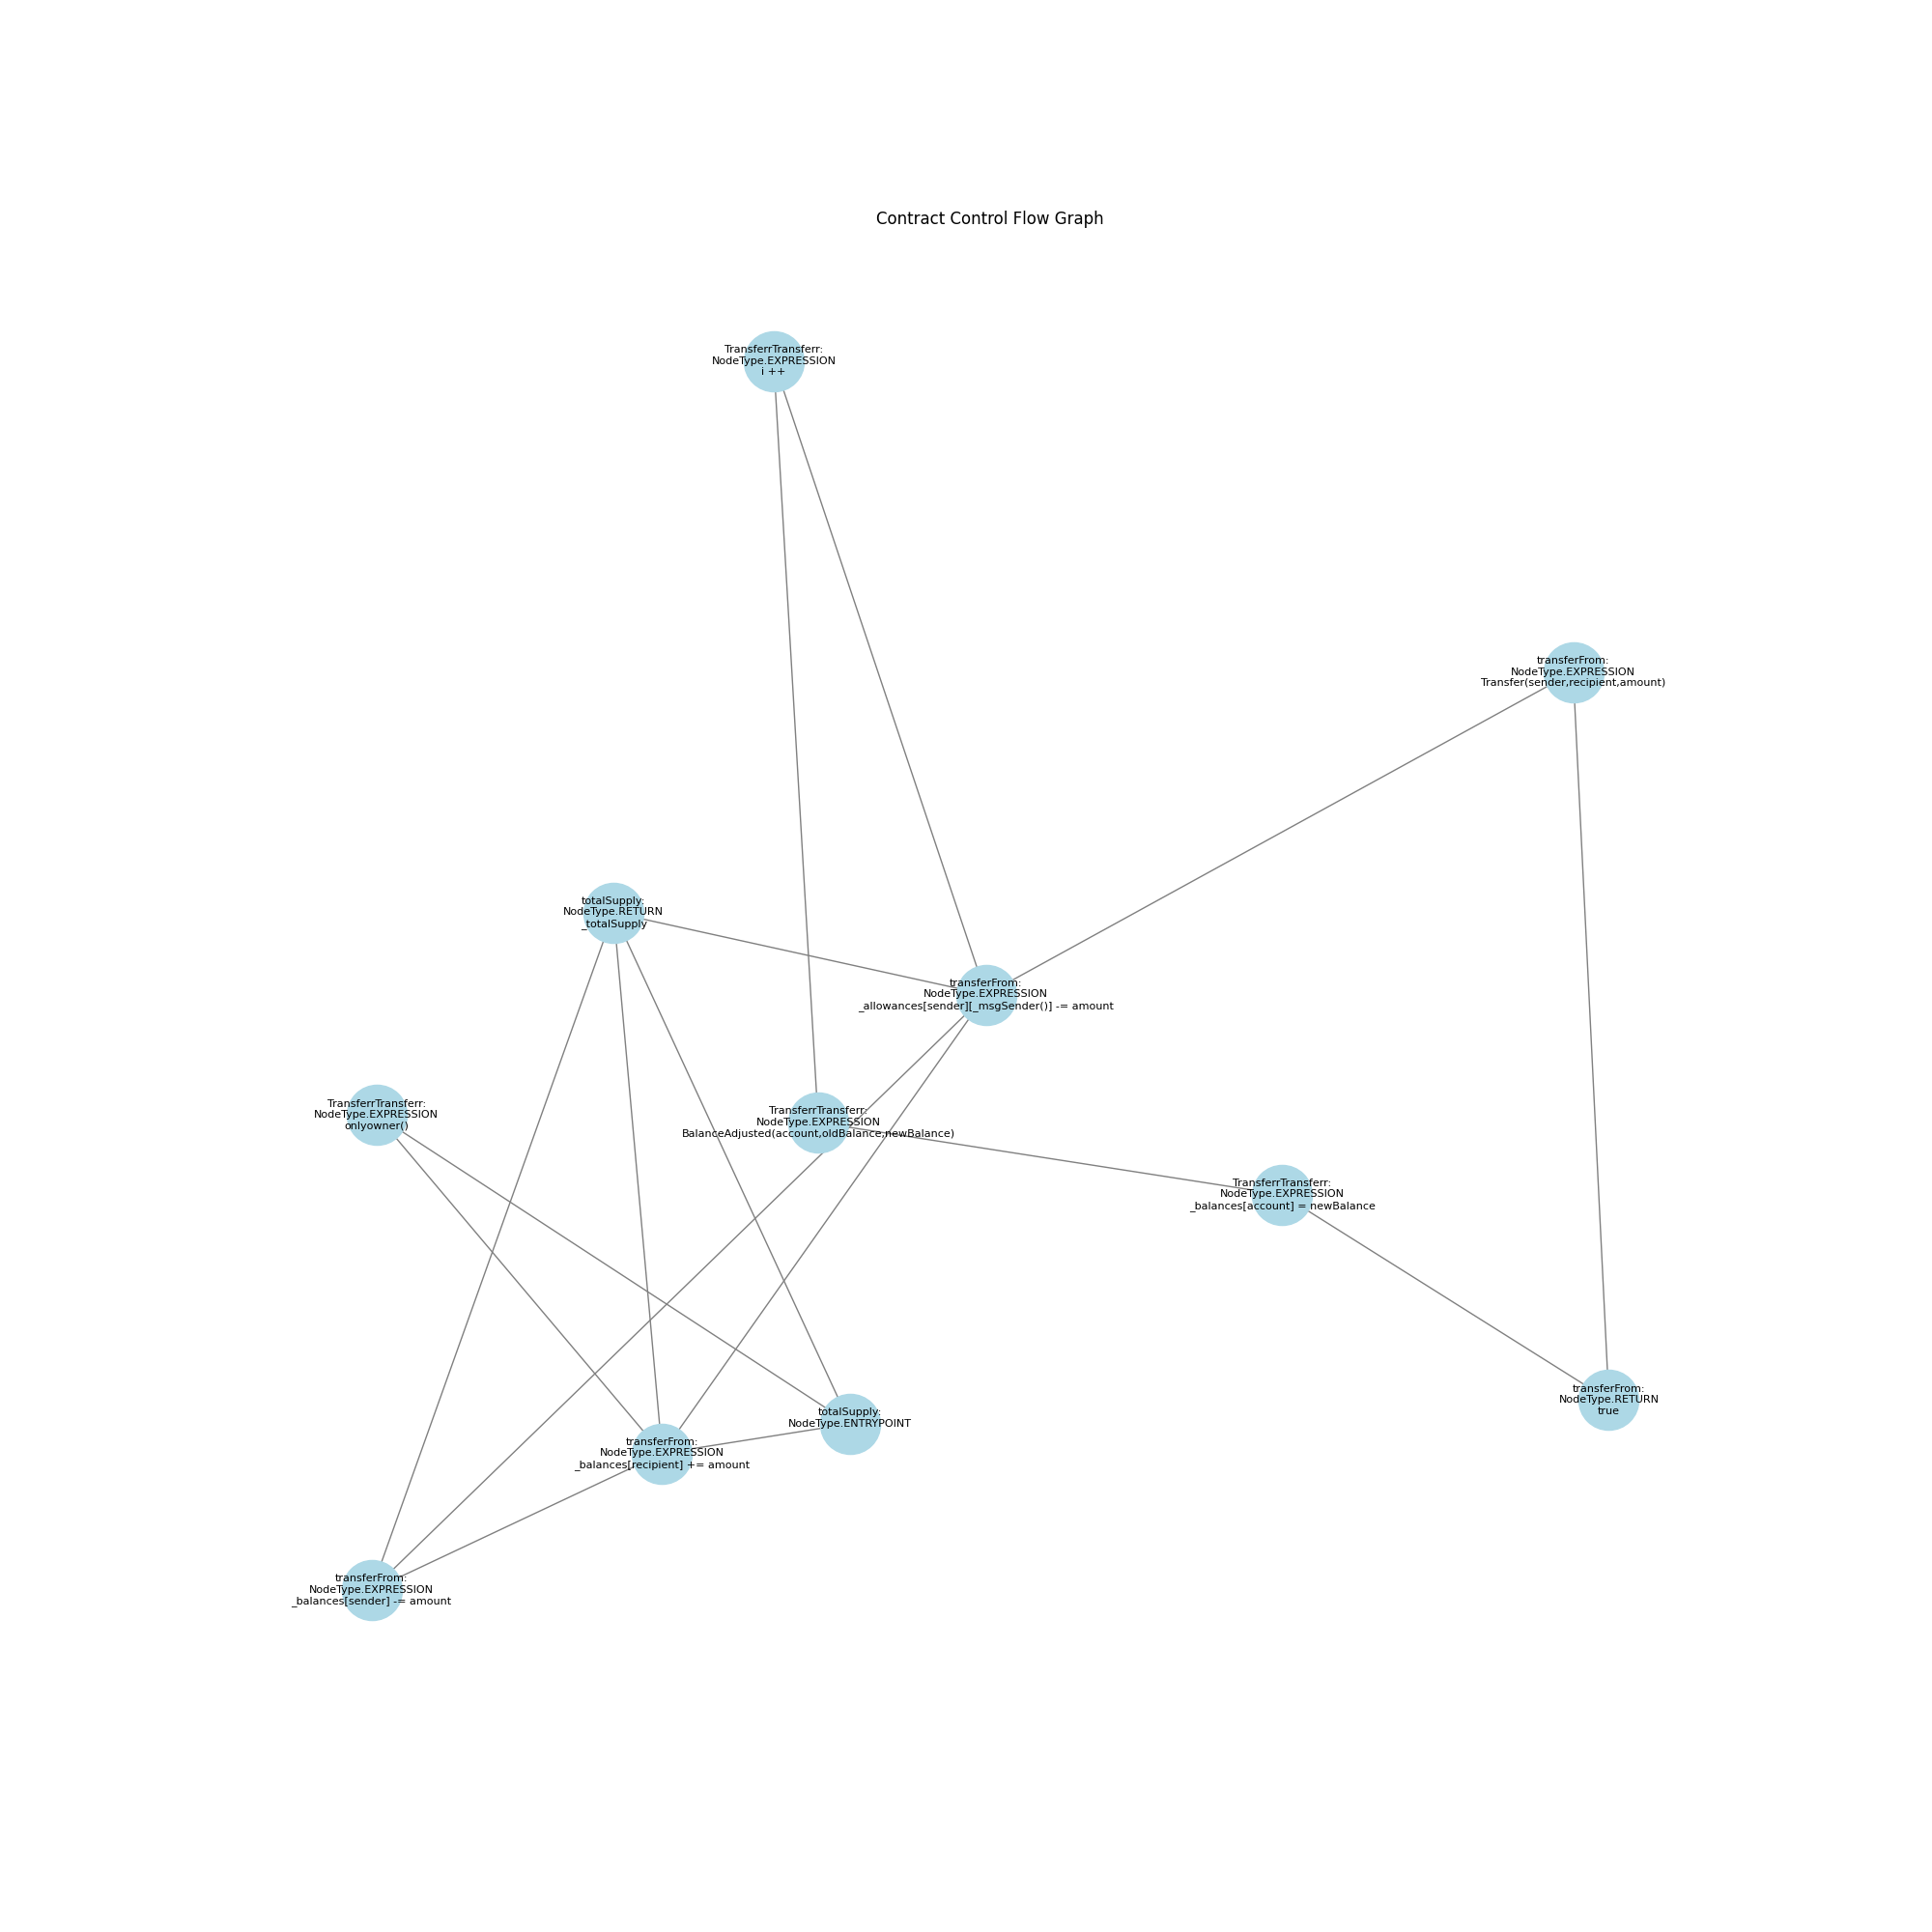 Contract Control Flow Graph
TransferrTransferr:
NodeType.EXPRESSION
i ++
transferFrom:
NodeType.EXPRESSION
Transfer(sender,recipient,amount)
totalSupply:
NodeType.RETURN
_totalSupply
transferFrom:
NodeType.EXPRESSION
_allowances[sender][_msgSender()] -= amount
TransferrTransferr:
NodeType.EXPRESSION
onlyowner()
TransferrTransferr:
NodeType.EXPRESSION
BalanceAdjusted(account,oldBalance,newBalance)
TransferrTransferr:
NodeType.EXPRESSION
_balances[account] = newBalance
transferFrom:
NodeType.RETURN
true
totalSupply:
NodeType.ENTRYPOINT
transferFrom:
NodeType.EXPRESSION
_balances[recipient] += amount
transferFrom:
NodeType.EXPRESSION
_balances[sender] -= amount